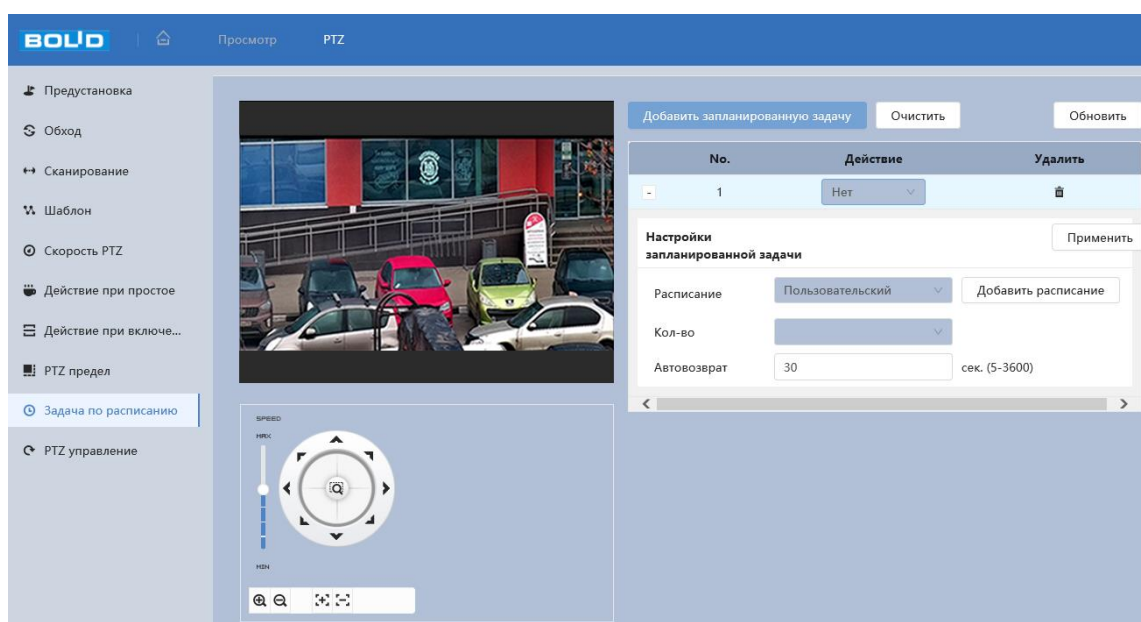 BOLID
Просмотр
PTZ
Предустановка
Обход
Сканирование
Шаблон
Скорость PTZ
Действие при простое
Действие при включе...
PTZ предел
Задача по расписанию
PTZ управление
Добавить запланированную задачу
Очистить
Обновить
No.
Действие
Удалить
-
1
Нет
Настройки
запланированной задачи
Применить
Расписание
Пользовательский
Добавить расписание
Кол-во
Автовозврат
30
сек. (5-3600)
SPEED
MAX
MIN